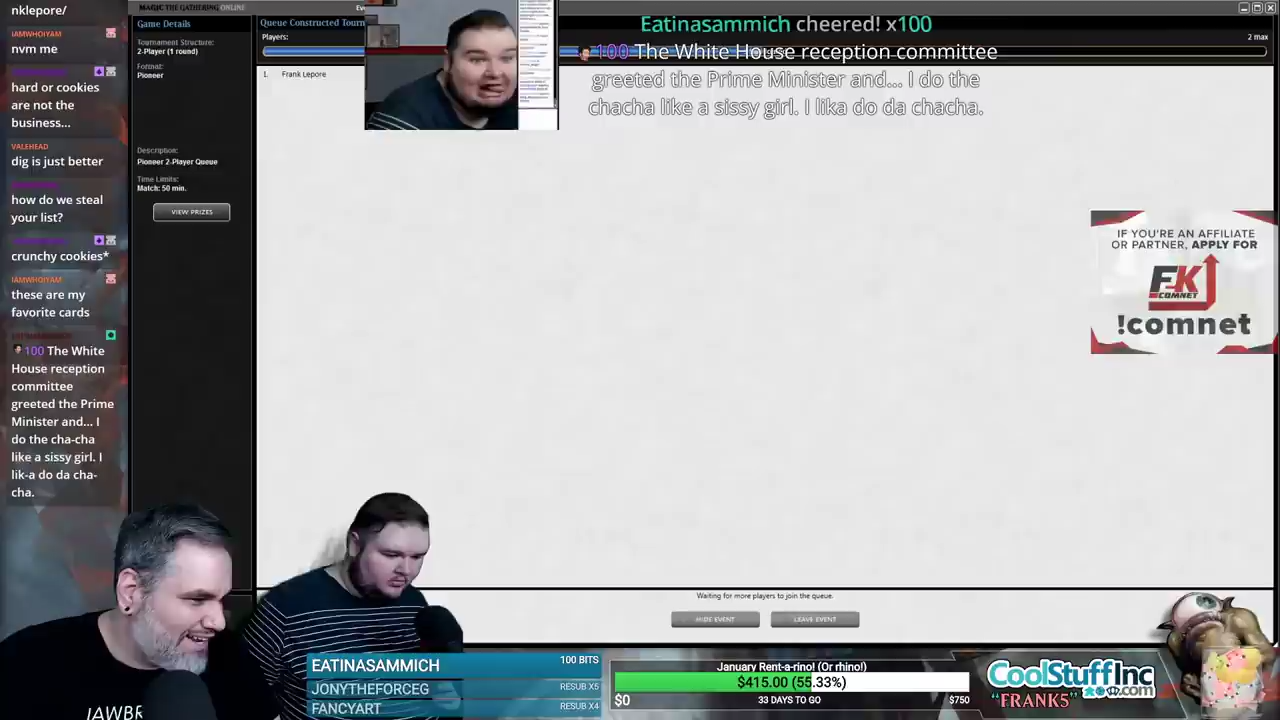 nklepore/
IAMWHOIYAM
nvm me
part or corpses
are not the
business...
VALEHEAD
dig is just better
how do we steal
your list?
crunchy cookies*
IAMWHOIYAM
these are my
favorite cards
100 The White
House reception
committee
greeted the Prime
Minister and... I
do the cha-cha
like a sissy girl. I
lik-a do da cha-
cha.
MAGIC THE GATHERING ONLINE
Game Details
Tournament Structure:
2-Player (1 round)
Format:
Pioneer
Description:
Pioneer 2-Player Queue
Time Limits:
Match: 50 min.
VIEW PRIZES
Queue Constructed Tourn
Players:
2 max
1. Frank Lepore
Eatinasammich cheered! x100
100 The White House reception commitee
greeted the Prime Minister and.. I do the
chacha like a sissy girl. I lika do da chacha.
IF YOU'RE AN AFFILIATE
OR PARTNER, APPLY FOR
COMNET
!comnet
Waiting for more players to join the queue.
HIDE EVENT
LEAVE EVENT
EATINASAMMICH 100 BITS
JONYTHEFORCEG RESUB X5
FANCYART RESUB X4
January Rent-a-rino! (Or rhino!)
$415.00 (55.33%)
$0 33 DAYS TO GO $750
CoolStuffInc
.com
"FRANKS"